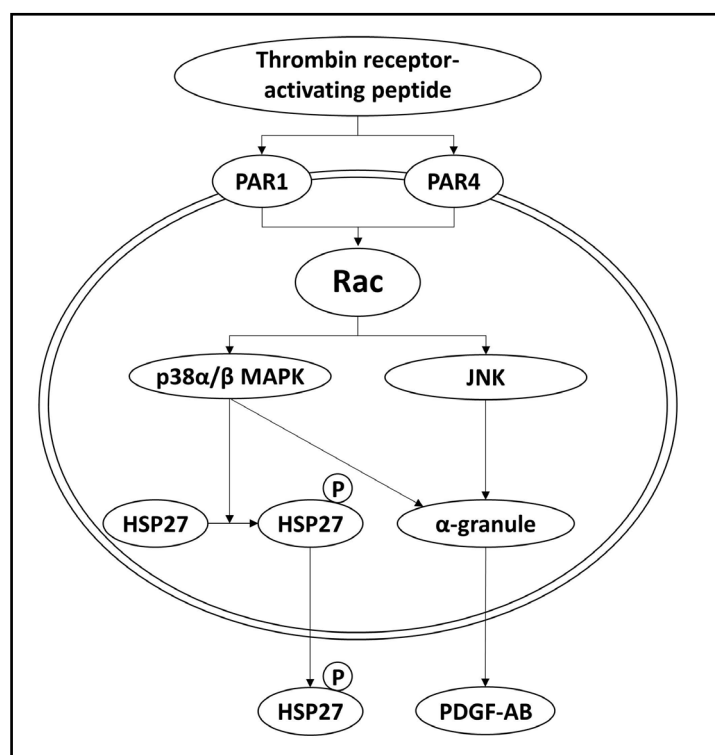 Thrombin receptor-
activating peptide
PAR1
PAR4
Rac
p38α/β MAPK
JNK
P
HSP27
HSP27
α-granule
P
HSP27
PDGF-AB